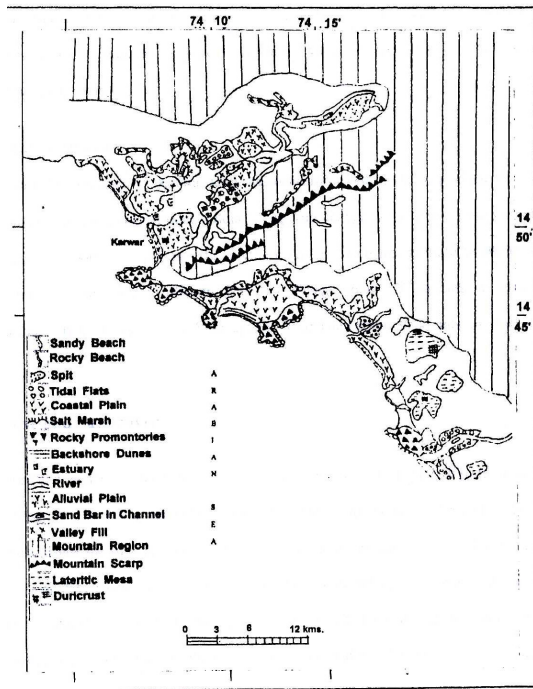 74 10' 74 15'
14
50'
Karwar
14
45'
Sandy Beach
Rocky Beach
Spit
Tidal Flats
Coastal Plain
Salt Marsh
Rocky Promontories
Backshore Dunes
Estuary
River
Alluvial Plain
Sand Bar in Channel
Valley Fill
Mountain Region
Mountain Scarp
Lateritic Mesa
Duricrust
A
R
A
B
I
A
N
S
E
A
0 3 6 12 kms.